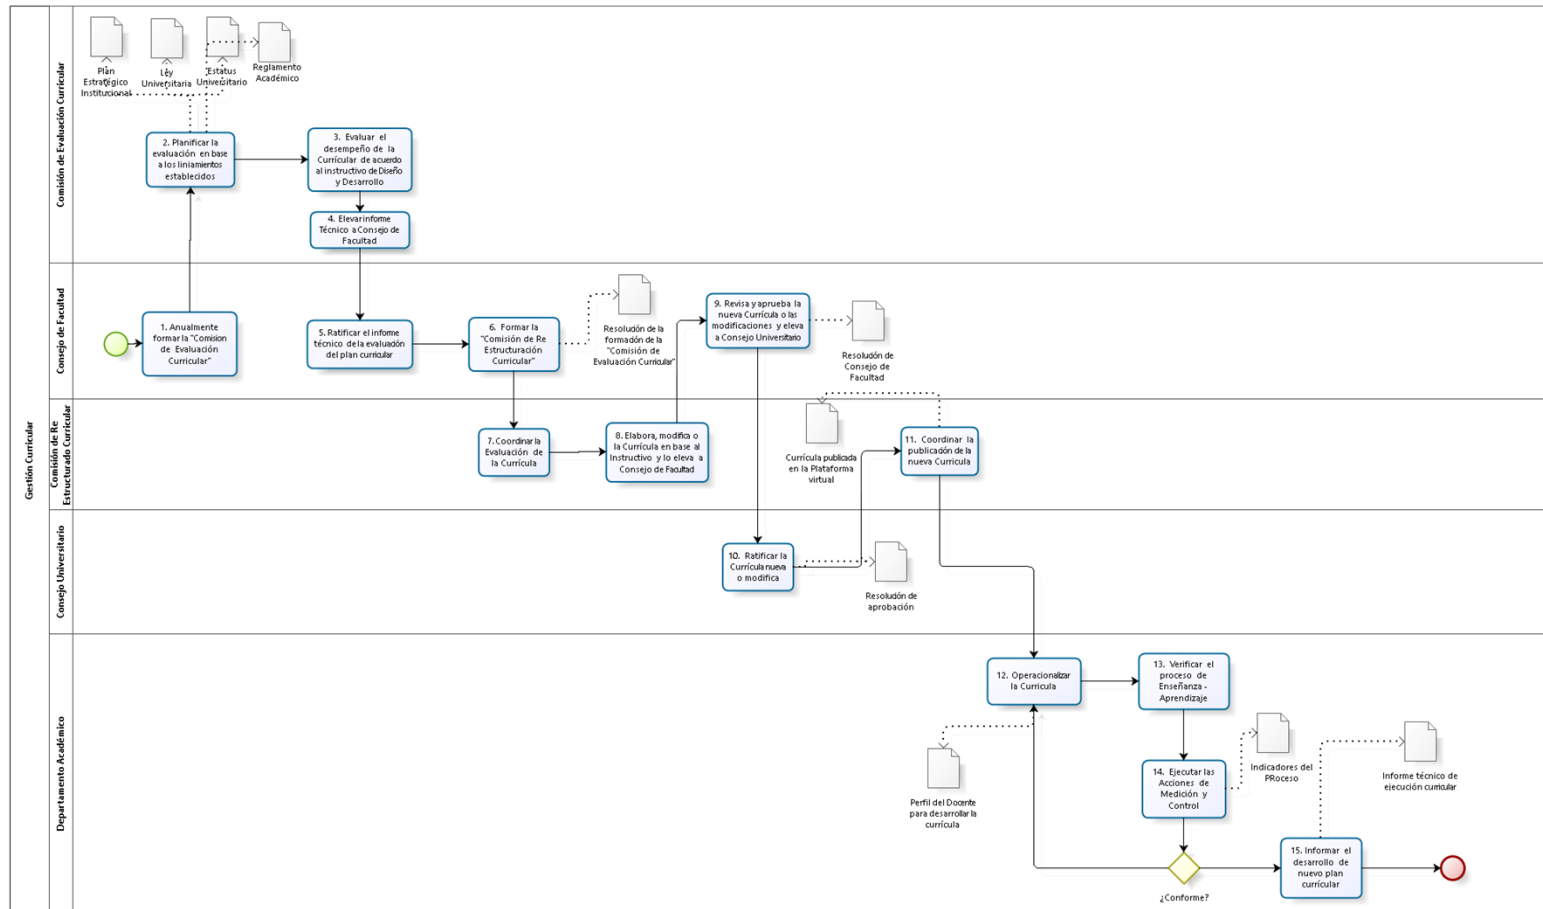 Gestión Curricular
Comisión de Evaluación Curricular
Plan
Estratégico
Institucional
Ley
Universitaria
Estatus
Universitario
Reglamento
Académico
2. Planificar la
evaluación en base
a los liniamientos
establecidos
3. Evaluar el
desempeño de la
Currícular de acuerdo
al instructivo de Diseño
y Desarrollo
4. Elevar informe
Técnico a Consejo de
Facultad
Consejo de Facultad
1. Anualmente
formar la "Comision
de Evaluación
Curricular"
5. Ratificar el informe
técnico de la evaluación
del plan curricular
6. Formar la
"Comisión de Re
Estructuración
Curricular"
Resolución de la
formación de la
"Comisión de
Evaluación Curricular"
9. Revisa y aprueba la
nueva Currícula o las
modificaciones y eleva
a Consejo Universitario
Resolución de
Consejo de
Facultad
Comisión de Re
Estructurado Curricular
7. Coordinar la
Evaluación de
la Currícula
8. Elabora, modifica o
la Currícula en base al
Instructivo y lo eleva a
Consejo de Facultad
Currícula publicada
en la Plataforma
virtual
11. Coordinar la
publicación de la
nueva Curricula
Consejo Universitario
10. Ratificar la
Currícula nueva
o modifica
Resolución de
aprobación
Departamento Académico
12. Operacionalizar
la Curricula
13. Verificar el
proceso de
Enseñanza -
Aprendizaje
Perfil del Docente
para desarrollar la
currícula
14. Ejecutar las
Acciones de
Medición y
Control
Indicadores del
PRoceso
Informe técnico de
ejecución curricular
¿Conforme?
15. Informar el
desarrollo de
nuevo plan
currícular